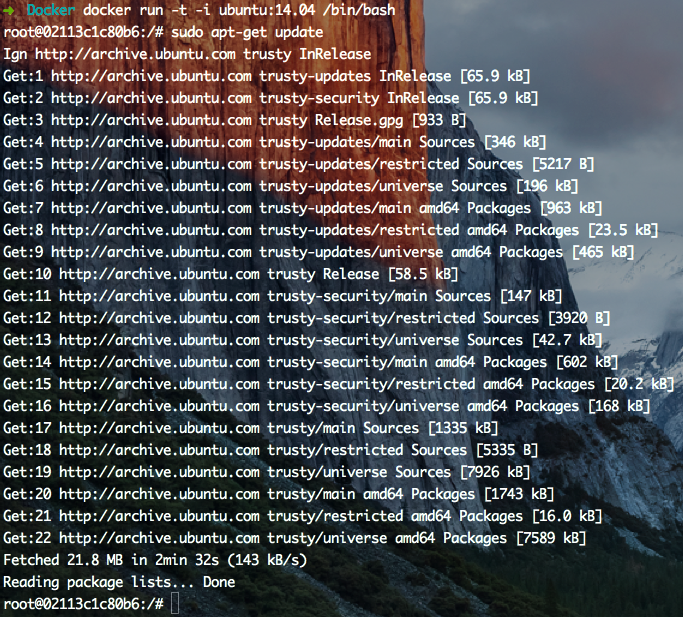 ➜ Docker docker run -t -i ubuntu:14.04 /bin/bash
root@02113c1c80b6:/# sudo apt-get update
Ign http://archive.ubuntu.com trusty InRelease
Get:1 http://archive.ubuntu.com trusty-updates InRelease [65.9 kB]
Get:2 http://archive.ubuntu.com trusty-security InRelease [65.9 kB]
Get:3 http://archive.ubuntu.com trusty Release.gpg [933 B]
Get:4 http://archive.ubuntu.com trusty-updates/main Sources [346 kB]
Get:5 http://archive.ubuntu.com trusty-updates/restricted Sources [5217 B]
Get:6 http://archive.ubuntu.com trusty-updates/universe Sources [196 kB]
Get:7 http://archive.ubuntu.com trusty-updates/main amd64 Packages [963 kB]
Get:8 http://archive.ubuntu.com trusty-updates/restricted amd64 Packages [23.5 kB]
Get:9 http://archive.ubuntu.com trusty-updates/universe amd64 Packages [465 kB]
Get:10 http://archive.ubuntu.com trusty Release [58.5 kB]
Get:11 http://archive.ubuntu.com trusty-security/main Sources [147 kB]
Get:12 http://archive.ubuntu.com trusty-security/restricted Sources [3920 B]
Get:13 http://archive.ubuntu.com trusty-security/universe Sources [42.7 kB]
Get:14 http://archive.ubuntu.com trusty-security/main amd64 Packages [602 kB]
Get:15 http://archive.ubuntu.com trusty-security/restricted amd64 Packages [20.2 kB]
Get:16 http://archive.ubuntu.com trusty-security/universe amd64 Packages [168 kB]
Get:17 http://archive.ubuntu.com trusty/main Sources [1335 kB]
Get:18 http://archive.ubuntu.com trusty/restricted Sources [5335 B]
Get:19 http://archive.ubuntu.com trusty/universe Sources [7926 kB]
Get:20 http://archive.ubuntu.com trusty/main amd64 Packages [1743 kB]
Get:21 http://archive.ubuntu.com trusty/restricted amd64 Packages [16.0 kB]
Get:22 http://archive.ubuntu.com trusty/universe amd64 Packages [7589 kB]
Fetched 21.8 MB in 2min 32s (143 kB/s)
Reading package lists... Done
root@02113c1c80b6:/#